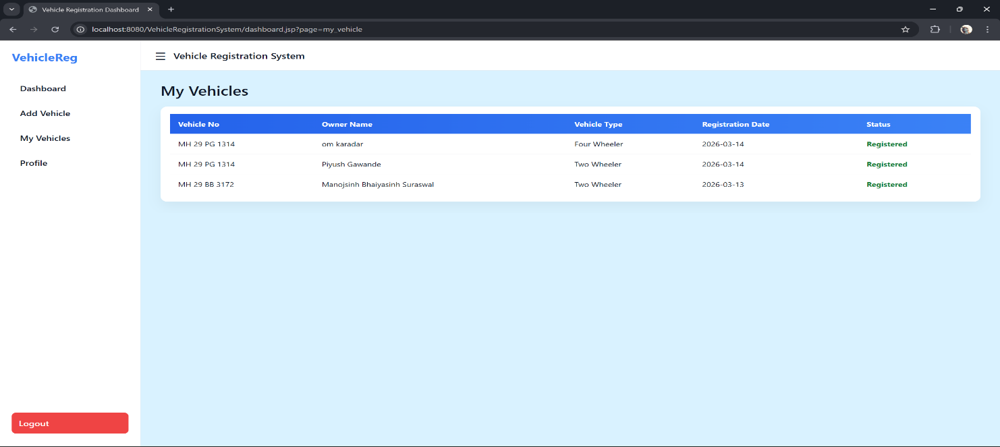 Vehicle Registration Dashboard
localhost:8080/VehicleRegistrationSystem/dashboard.jsp?page=my_vehicle
VehicleReg
Vehicle Registration System
Dashboard
Add Vehicle
My Vehicles
Profile
Logout
My Vehicles
Vehicle No Owner Name Vehicle Type Registration Date Status
MH 29 PG 1314 om karadar Four Wheeler 2026-03-14 Registered
MH 29 PG 1314 Piyush Gawande Two Wheeler 2026-03-14 Registered
MH 29 BB 3172 Manojsinh Bhaiyasinh Suraswal Two Wheeler 2026-03-13 Registered